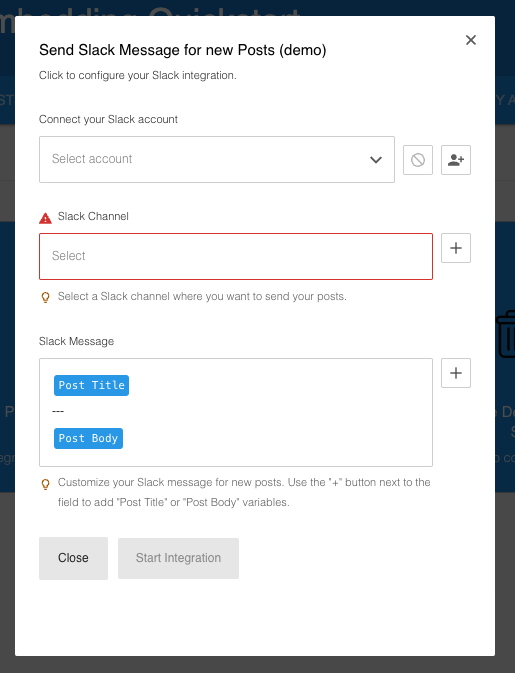 mbedding Quickstart
Send Slack Message for new Posts (demo)
Click to configure your Slack integration.
Connect your Slack account
Select account
Slack Channel
Select
Select a Slack channel where you want to send your posts.
Slack Message
Post Title
---
Post Body
Customize your Slack message for new posts. Use the "+" button next to the
field to add "Post Title" or "Post Body" variables.
Close
Start Integration